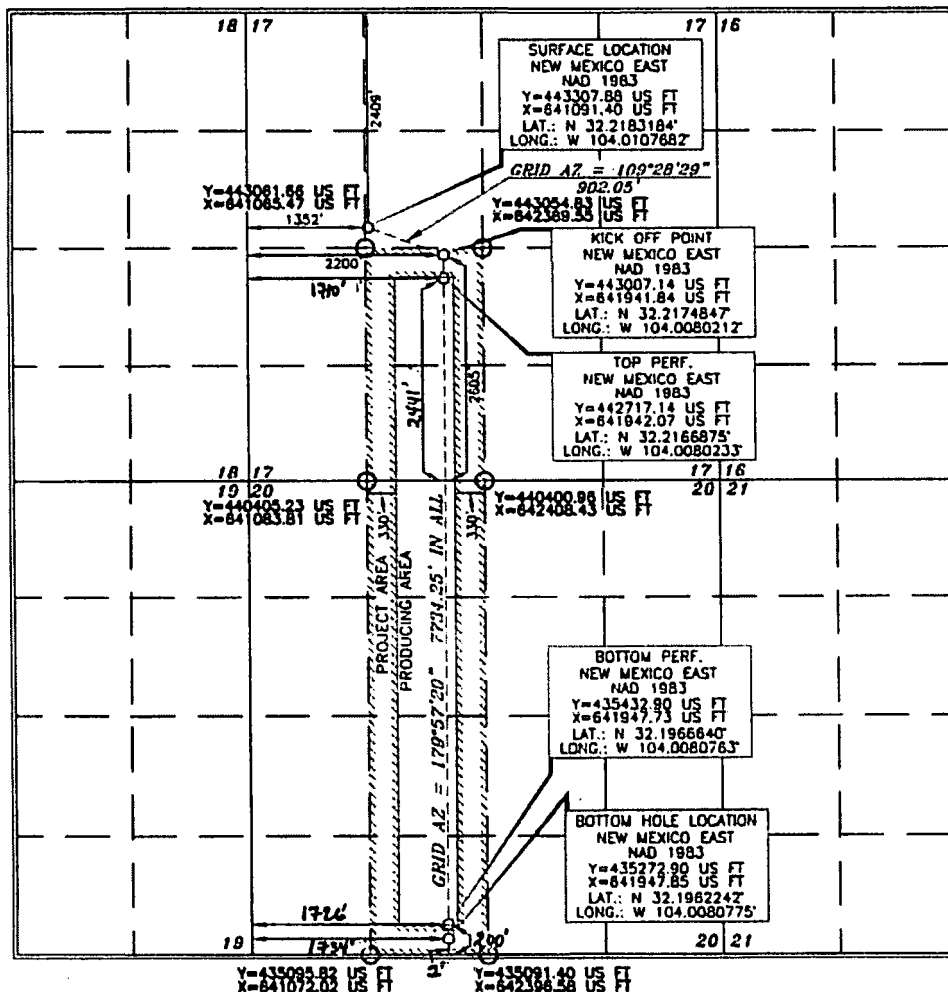 18 17
17 16
2409'
SURFACE LOCATION
NEW MEXICO EAST
NAD 1983
Y=443307.88 US FT
X=641091.40 US FT
LAT.: N 32.2183184°
LONG.: W 104.0107682°
GRID AZ = 109°28'29"
902.05'
Y=443061.66 US FT
X=641065.47 US FT
1352'
Y=443054.83 US FT
X=642389.55 US FT
KICK OFF POINT
NEW MEXICO EAST
NAD 1983
Y=443007.14 US FT
X=641941.84 US FT
LAT.: N 32.2174847°
LONG.: W 104.0080212°
2200
1710'
TOP PERF.
NEW MEXICO EAST
NAD 1983
Y=442717.14 US FT
X=641942.07 US FT
LAT.: N 32.2166875°
LONG.: W 104.0080233°
2441'
2605'
18 17
19 20
17 16
20 21
Y=440405.23 US FT
X=641083.81 US FT
Y=440400.96 US FT
X=642408.43 US FT
330'
330'
PROJECT AREA
PRODUCING AREA
GRID AZ = 179°57'20" 7734.25' IN ALL
BOTTOM PERF.
NEW MEXICO EAST
NAD 1983
Y=435432.90 US FT
X=641947.73 US FT
LAT.: N 32.1966640°
LONG.: W 104.0080763°
BOTTOM HOLE LOCATION
NEW MEXICO EAST
NAD 1983
Y=435272.90 US FT
X=641947.85 US FT
LAT.: N 32.1962242°
LONG.: W 104.0080775°
1726'
1734'
200'
19
20 21
Y=435095.82 US FT
X=641072.02 US FT
Y=435091.40 US FT
X=642396.58 US FT